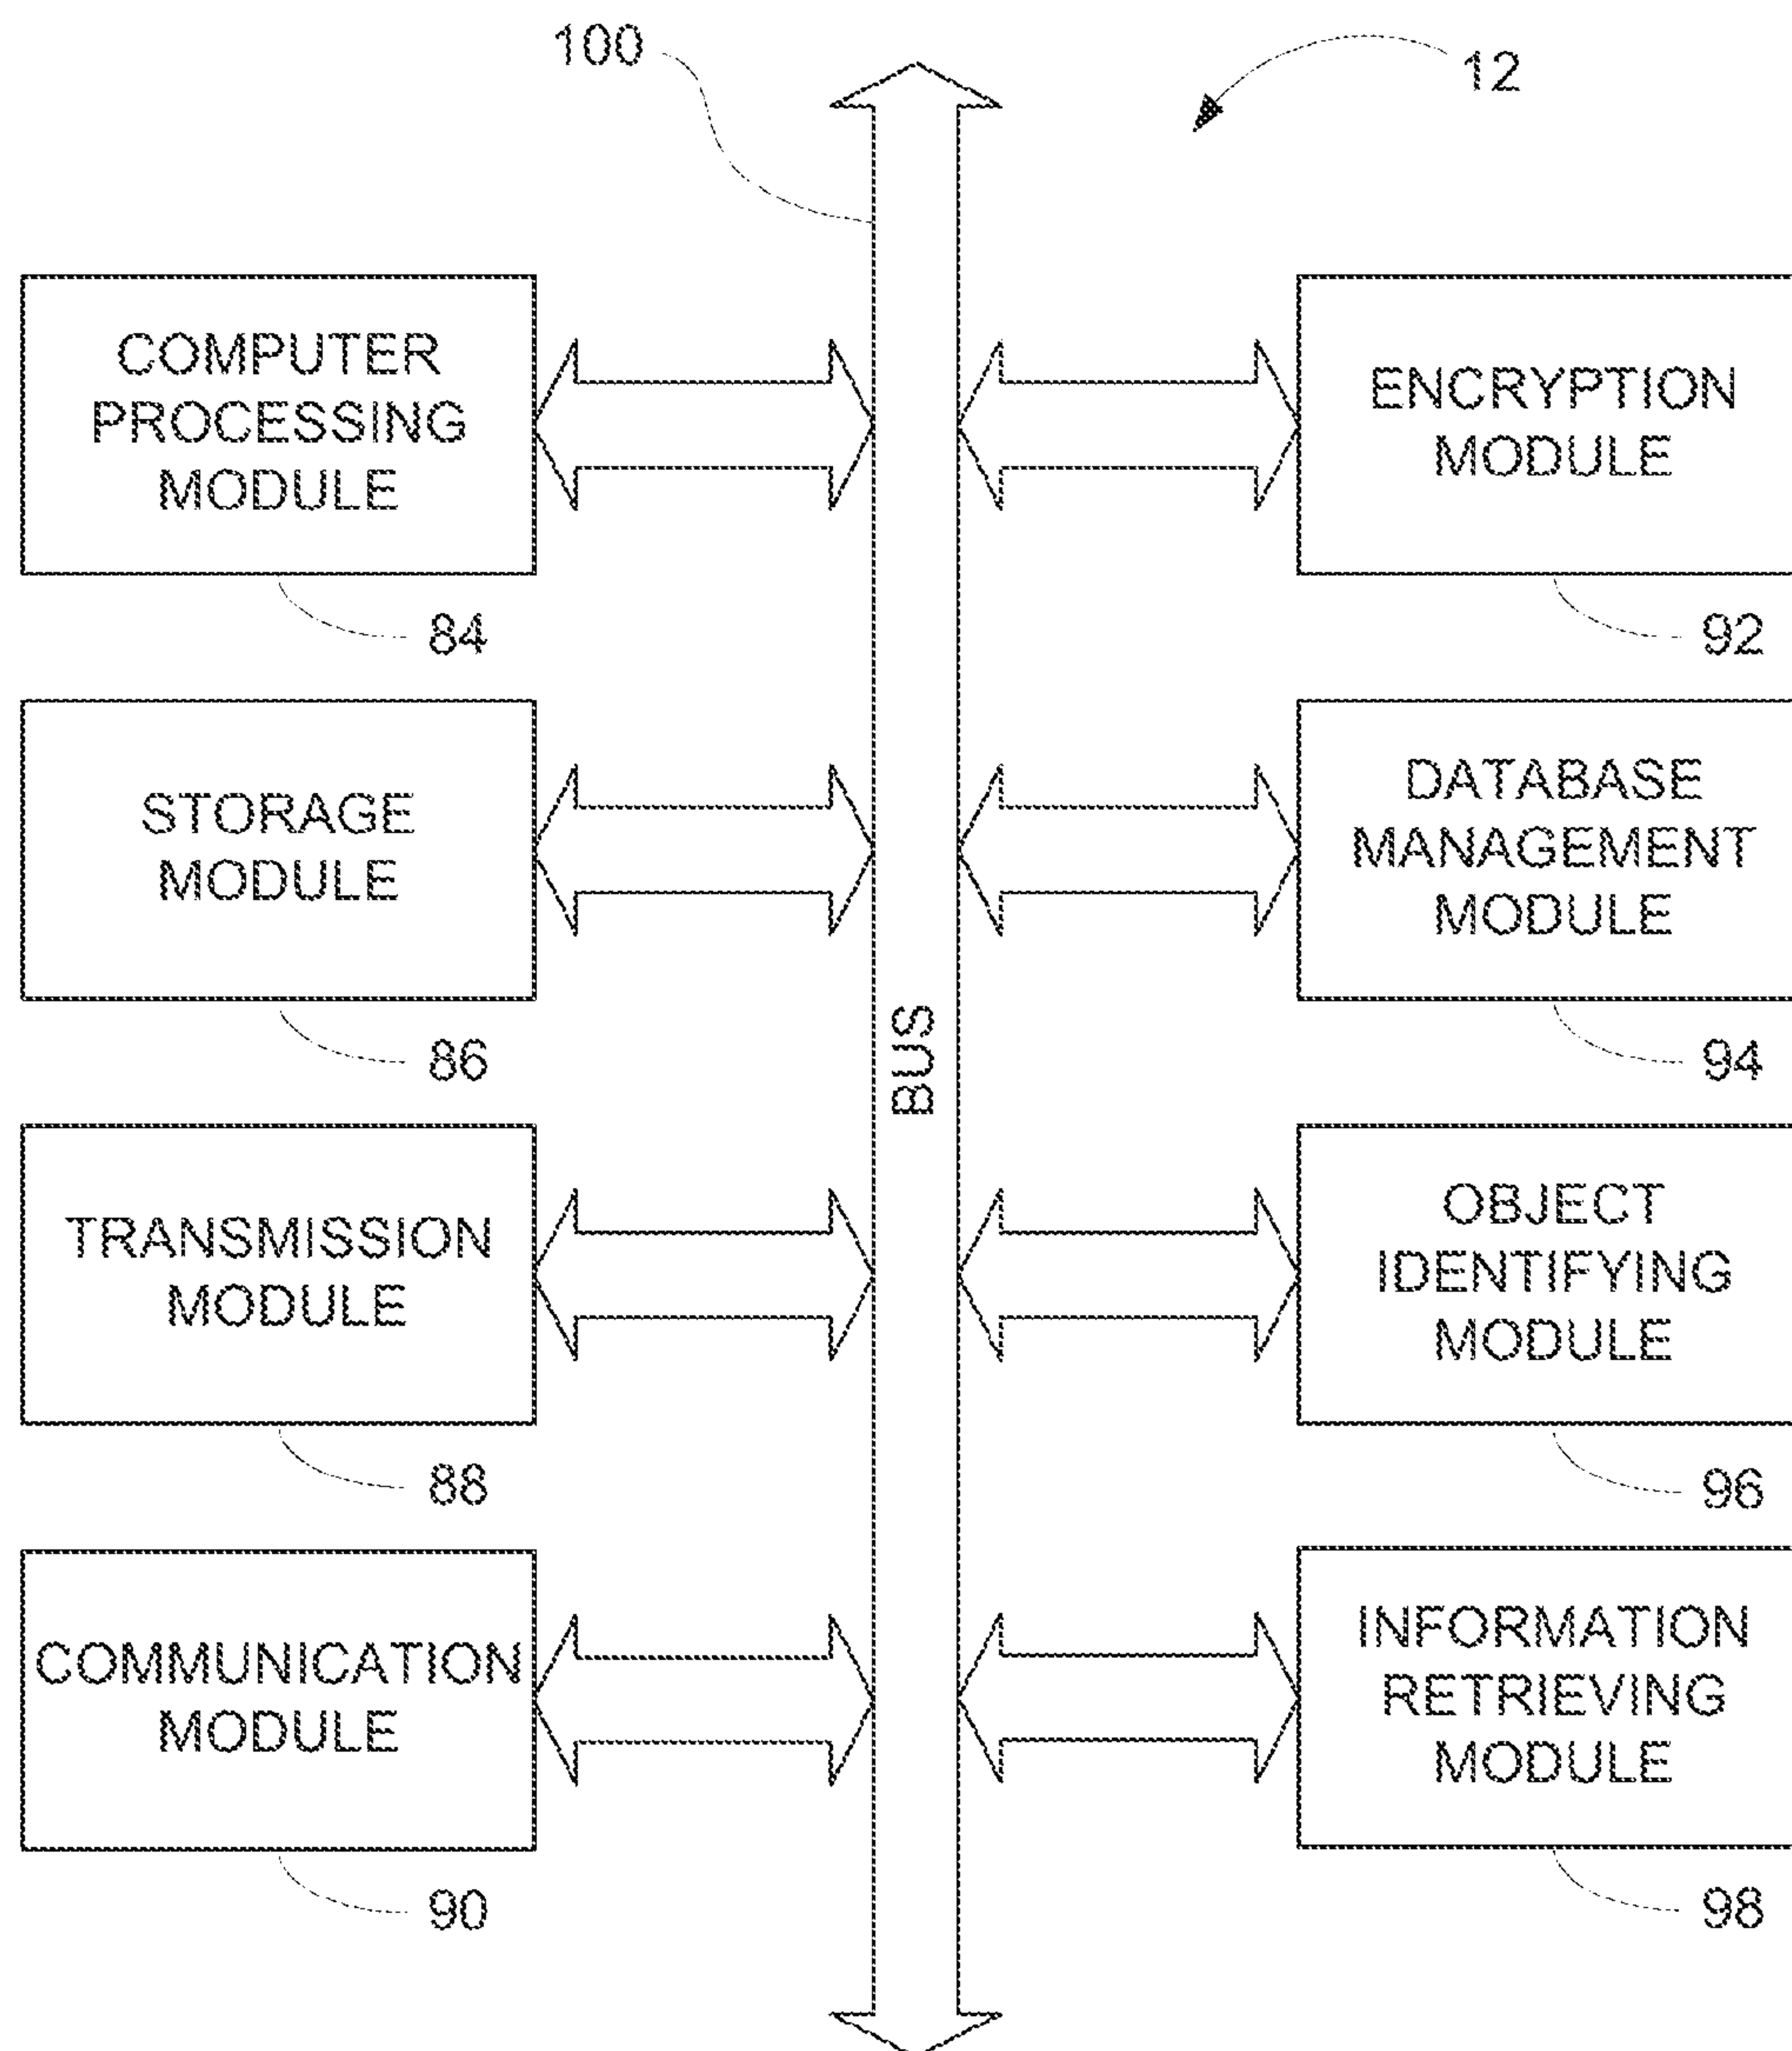 100
12
COMPUTER
PROCESSING
MODULE
84
ENCRYPTION
MODULE
92
STORAGE
MODULE
86
DATABASE
MANAGEMENT
MODULE
94
BUS
TRANSMISSION
MODULE
88
OBJECT
IDENTIFYING
MODULE
96
COMMUNICATION
MODULE
90
INFORMATION
RETRIEVING
MODULE
98